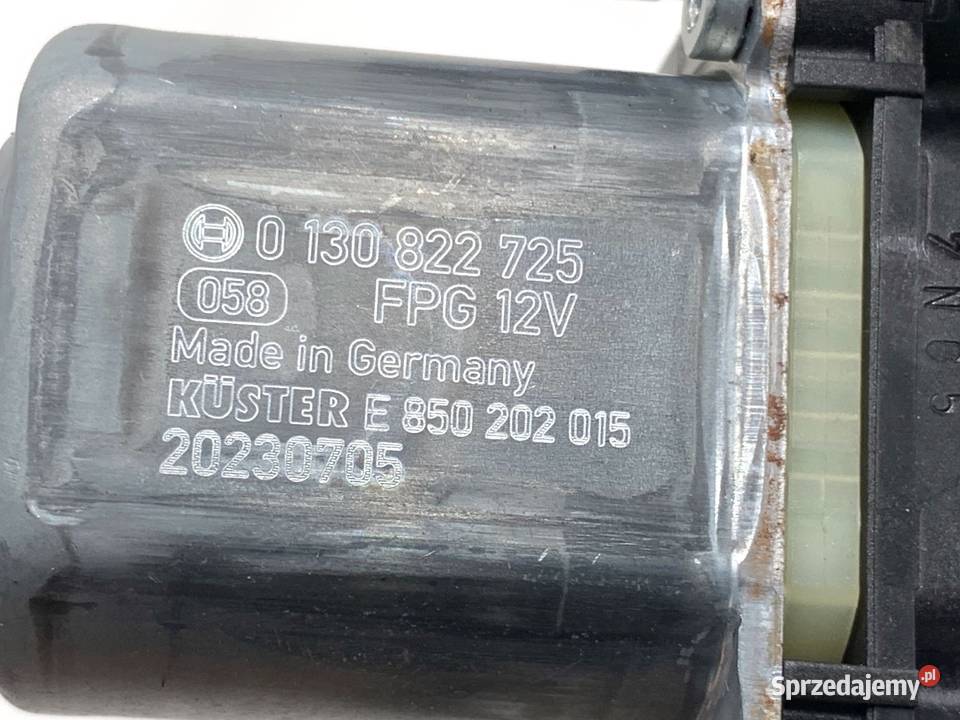 0 130 822 725
058 FPG 12V
Made in Germany
KÜSTER E 850 202 015
20230705
Sprzedajemy.pl